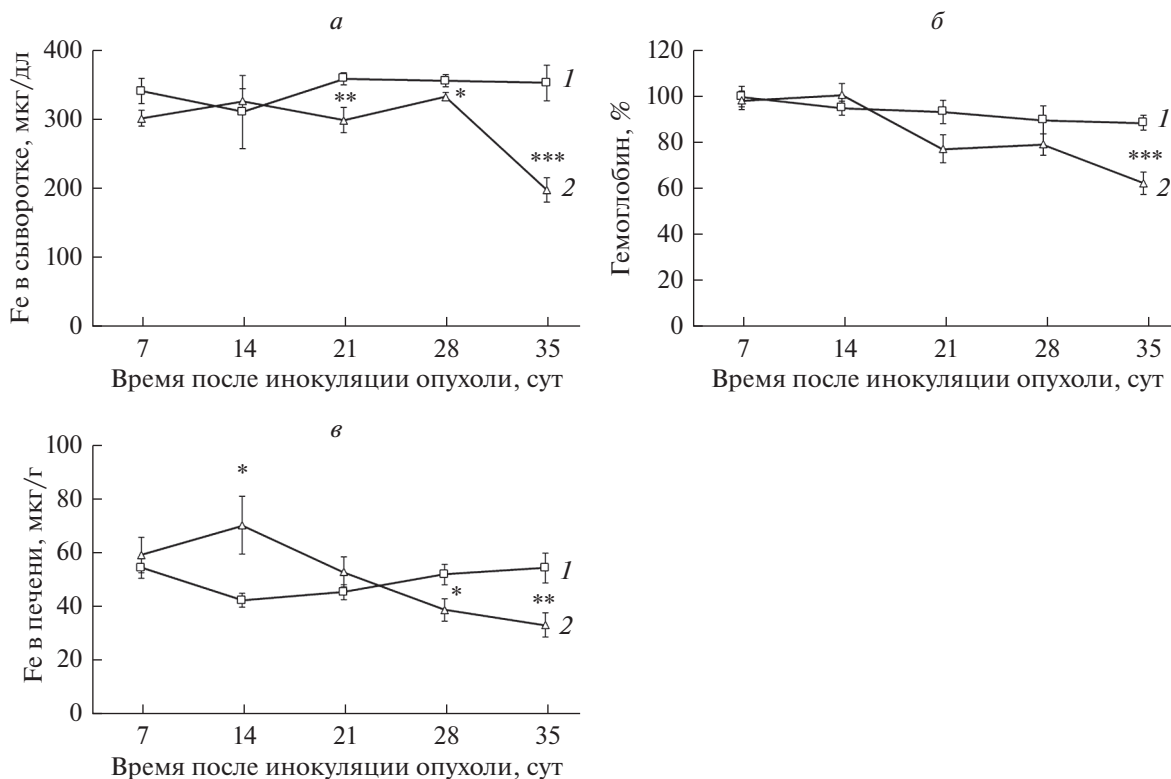 а
Fe в сыворотке, мкг/дл
400
300
200
100
0
**
*
***
1
2
7 14 21 28 35
Время после инокуляции опухоли, сут
б
Гемоглобин, %
120
100
80
60
40
20
0
1
***
2
7 14 21 28 35
Время после инокуляции опухоли, сут
в
Fe в печени, мкг/г
100
80
60
40
20
0
*
*
**
1
2
7 14 21 28 35
Время после инокуляции опухоли, сут